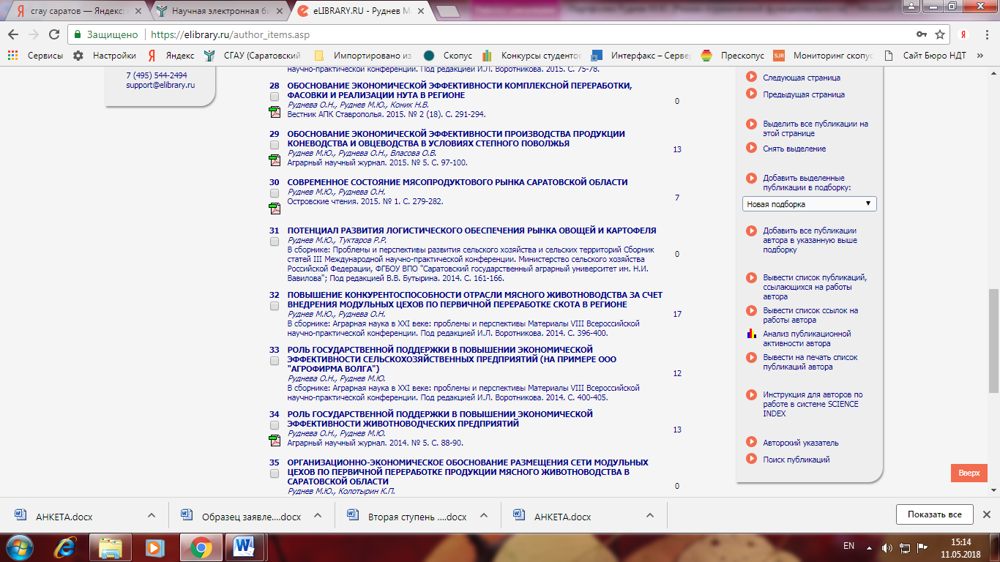 сгау саратов — Яндекс:
Научная электронная би
eLIBRARY.RU - Руднев М
Защищено
https://elibrary.ru/author_items.asp
Сервисы
Настройки
Яндекс
СГАУ (Саратовский
Импортировано из
Скопус
Конкурсы студентов
Интерфакс – Серве
Прескопус
SJR
Мониторинг скопус
Сайт Бюро НДТ
»
7 (495) 544-2494
support@elibrary.ru
научно-практической конференции. Под редакцией И.Л. Воротникова. 2015. С. 75-78.
28 ОБОСНОВАНИЕ ЭКОНОМИЧЕСКОЙ ЭФФЕКТИВНОСТИ КОМПЛЕКСНОЙ ПЕРЕРАБОТКИ,
ФАСОВКИ И РЕАЛИЗАЦИИ НУТА В РЕГИОНЕ
Руднева О.Н., Руднев М.Ю., Коник Н.В.
Вестник АПК Ставрополья. 2015. № 2 (18). С. 291-294.
0
29 ОБОСНОВАНИЕ ЭКОНОМИЧЕСКОЙ ЭФФЕКТИВНОСТИ ПРОИЗВОДСТВА ПРОДУКЦИИ
КОНЕВОДСТВА И ОВЦЕВОДСТВА В УСЛОВИЯХ СТЕПНОГО ПОВОЛЖЬЯ
Руднев М.Ю., Руднева О.Н., Власова О.В.
Аграрный научный журнал. 2015. № 5. С. 97-100.
13
30 СОВРЕМЕННОЕ СОСТОЯНИЕ МЯСОПРОДУКТОВОГО РЫНКА САРАТОВСКОЙ ОБЛАСТИ
Руднев М.Ю., Руднева О.Н.
Островские чтения. 2015. № 1. С. 279-282.
7
31 ПОТЕНЦИАЛ РАЗВИТИЯ ЛОГИСТИЧЕСКОГО ОБЕСПЕЧЕНИЯ РЫНКА ОВОЩЕЙ И КАРТОФЕЛЯ
Руднев М.Ю., Туктаров Р.Р.
В сборнике: Проблемы и перспективы развития сельского хозяйства и сельских территорий Сборник
статей III Международной научно-практической конференции. Министерство сельского хозяйства
Российской Федерации, ФГБОУ ВПО "Саратовский государственный аграрный университет им. Н.И.
Вавилова"; Под редакцией В.В. Бутырина. 2014. С. 161-166.
0
32 ПОВЫШЕНИЕ КОНКУРЕНТОСПОСОБНОСТИ ОТРАСЛИ МЯСНОГО ЖИВОТНОВОДСТВА ЗА СЧЕТ
ВНЕДРЕНИЯ МОДУЛЬНЫХ ЦЕХОВ ПО ПЕРВИЧНОЙ ПЕРЕРАБОТКЕ СКОТА В РЕГИОНЕ
Руднев М.Ю., Руднева О.Н.
В сборнике: Аграрная наука в XXI веке: проблемы и перспективы Материалы VIII Всероссийской
научно-практической конференции. Под редакцией И.Л. Воротникова. 2014. С. 396-400.
17
33 РОЛЬ ГОСУДАРСТВЕННОЙ ПОДДЕРЖКИ В ПОВЫШЕНИИ ЭКОНОМИЧЕСКОЙ
ЭФФЕКТИВНОСТИ СЕЛЬСКОХОЗЯЙСТВЕННЫХ ПРЕДПРИЯТИЙ (НА ПРИМЕРЕ ООО
"АГРОФИРМА ВОЛГА")
Руднева О.Н., Руднев М.Ю.
В сборнике: Аграрная наука в XXI веке: проблемы и перспективы Материалы VIII Всероссийской
научно-практической конференции. Под редакцией И.Л. Воротникова. 2014. С. 400-405.
12
34 РОЛЬ ГОСУДАРСТВЕННОЙ ПОДДЕРЖКИ В ПОВЫШЕНИИ ЭКОНОМИЧЕСКОЙ
ЭФФЕКТИВНОСТИ ЖИВОТНОВОДЧЕСКИХ ПРЕДПРИЯТИЙ
Руднева О.Н., Руднев М.Ю.
Аграрный научный журнал. 2014. № 5. С. 88-90.
13
35 ОРГАНИЗАЦИОННО-ЭКОНОМИЧЕСКОЕ ОБОСНОВАНИЕ РАЗМЕЩЕНИЯ СЕТИ МОДУЛЬНЫХ
ЦЕХОВ ПО ПЕРВИЧНОЙ ПЕРЕРАБОТКЕ ПРОДУКЦИИ МЯСНОГО ЖИВОТНОВОДСТВА В
САРАТОВСКОЙ ОБЛАСТИ
Руднев М.Ю., Колотырин К.П.
0
Следующая страница
Предыдущая страница
Выделить все публикации на
этой странице
Снять выделение
Добавить выделенные
публикации в подборку:
Новая подборка
Добавить все публикации
автора в указанную выше
подборку
Вывести список публикаций,
ссылающихся на работы
автора
Вывести список ссылок на
работы автора
Анализ публикационной
активности автора
Вывести на печать список
публикаций автора
Инструкция для авторов по
работе в системе SCIENCE
INDEX
Авторский указатель
Поиск публикаций
Вверх
АНКЕТА.docx
Образец заявле....docx
Вторая ступень ....docx
АНКЕТА.docx
Показать все
EN
15:14
11.05.2018